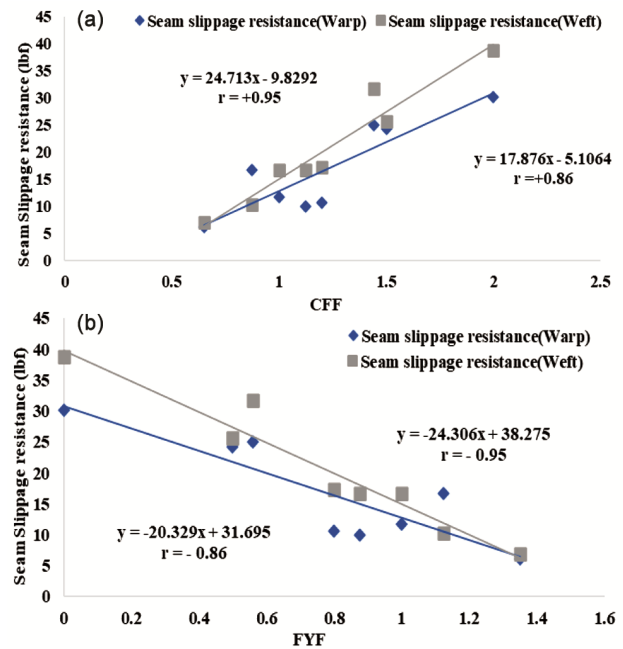 (a)
Seam slippage resistance(Warp) Seam slippage resistance(Weft)
Seam Slippage resistance (lbf)
45
40
35
30
25
20
15
10
5
0
y = 24.713x - 9.8292
r = +0.95
y = 17.876x - 5.1064
r =+0.86
0 0.5 1 1.5 2 2.5
CFF
(b)
Seam slippage resistance(Warp)
Seam slippage resistance(Weft)
Seam Slippage resistance (lbf)
45
40
35
30
25
20
15
10
5
0
y = -24.306x + 38.275
r = - 0.95
y = -20.329x + 31.695
r = - 0.86
0 0.2 0.4 0.6 0.8 1 1.2 1.4 1.6
FYF